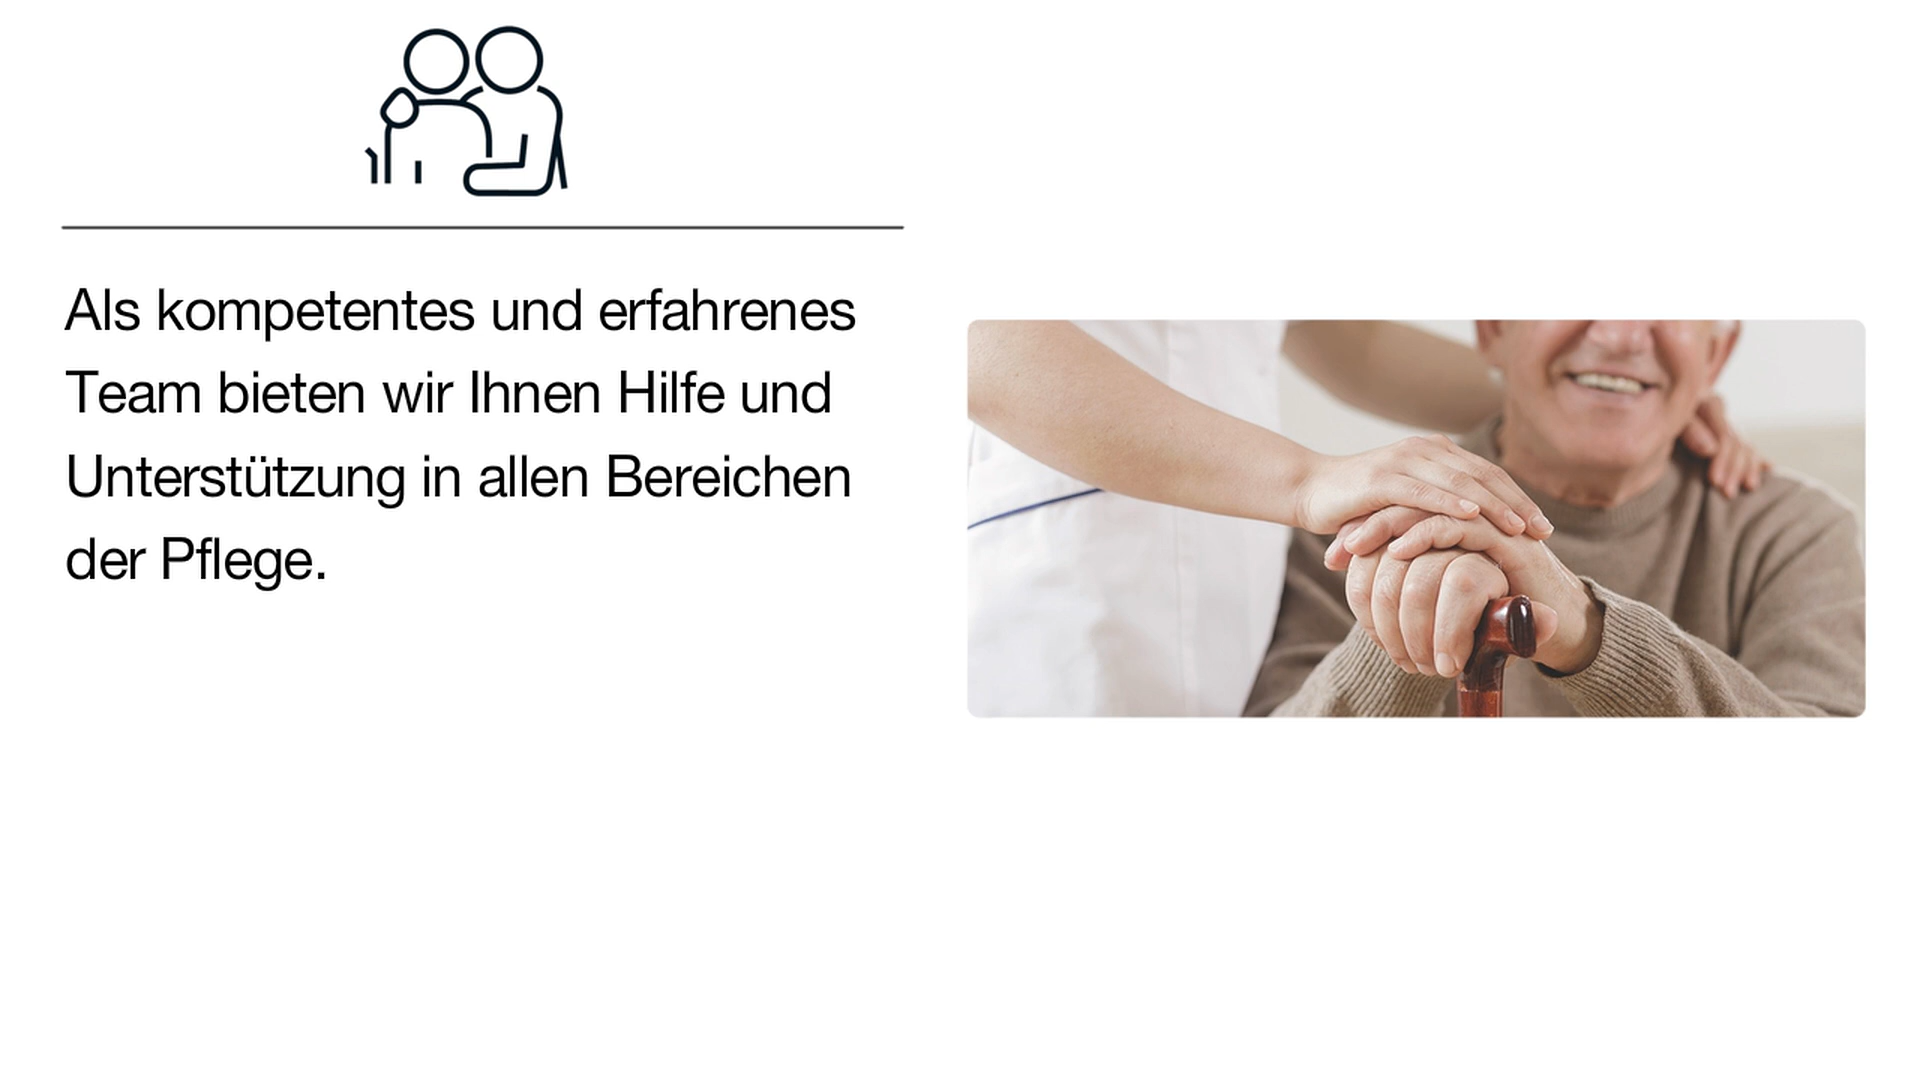 Als kompetentes und erfahrenes
Team bieten wir Ihnen Hilfe und
Unterstützung in allen Bereichen
der Pflege.